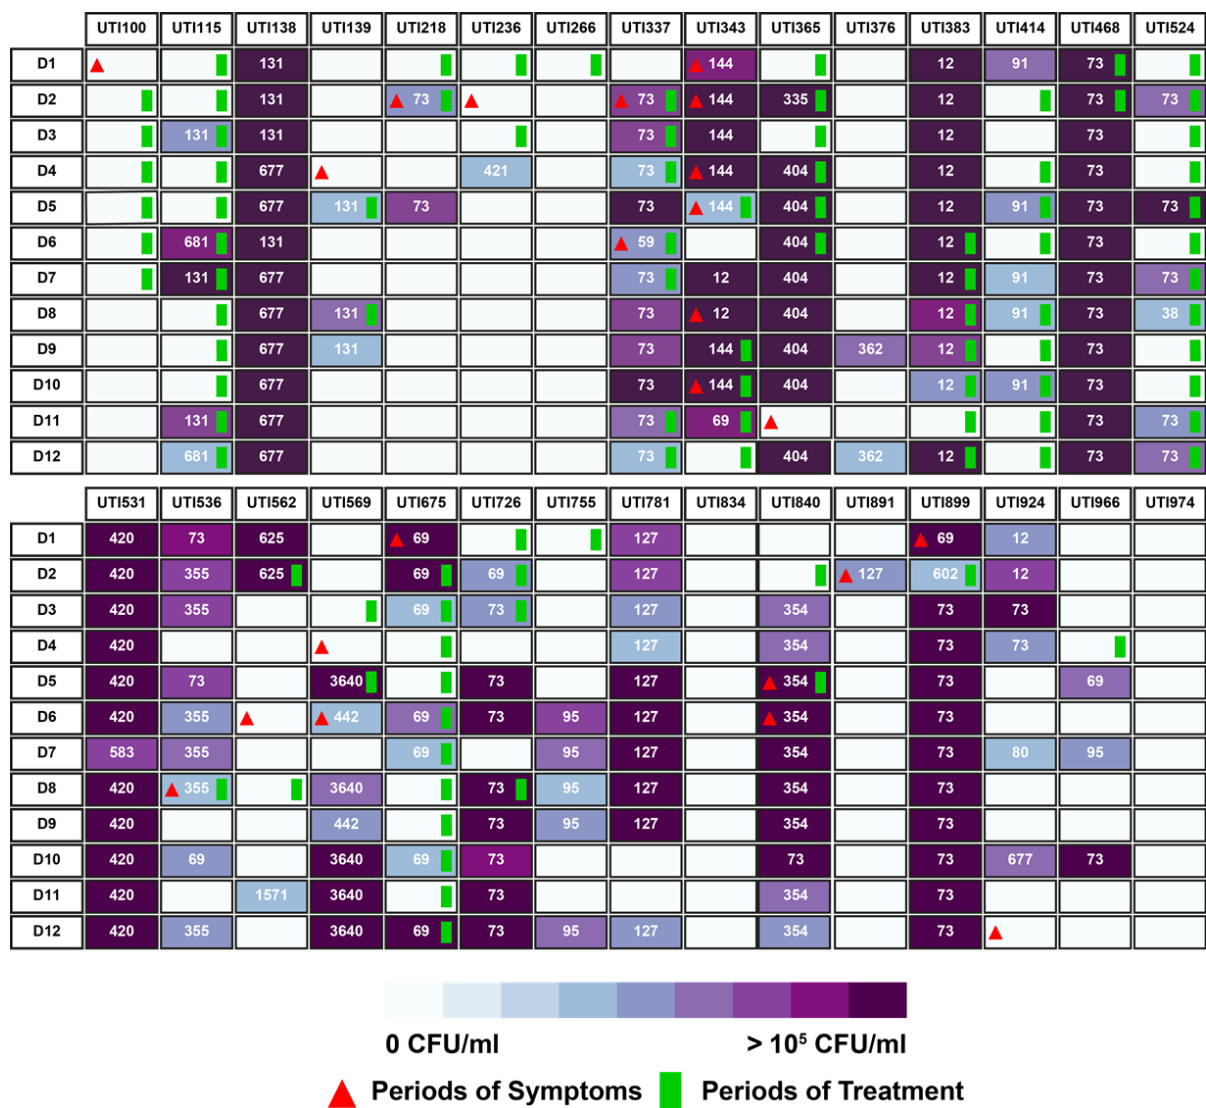 UTI100 UTI115 UTI138 UTI139 UTI218 UTI236 UTI266 UTI337 UTI343 UTI365 UTI376 UTI383 UTI414 UTI468 UTI524
D1 131 144 12 91 73
D2 131 73 73 144 335 12 73 73
D3 131 131 73 144 12 73
D4 677 421 73 144 404 12 73
D5 677 131 73 73 144 404 12 91 73 73
D6 681 131 59 404 12 73
D7 131 677 73 12 404 12 91 73 73
D8 677 131 73 12 404 12 91 73 38
D9 677 131 73 144 404 362 12 73
D10 677 73 144 404 12 91 73
D11 131 677 73 69 73 73
D12 681 677 73 404 362 12 73 73
UTI531 UTI536 UTI562 UTI569 UTI675 UTI726 UTI755 UTI781 UTI834 UTI840 UTI891 UTI899 UTI924 UTI966 UTI974
D1 420 73 625 69 127 69 12
D2 420 355 625 69 69 127 127 602 12
D3 420 355 69 73 127 354 73 73
D4 420 127 354 73 73
D5 420 73 3640 73 127 354 73 69
D6 420 355 442 69 73 95 127 354 73
D7 583 355 69 95 127 354 73 80 95
D8 420 355 3640 73 95 127 354 73
D9 420 442 73 95 127 354 73
D10 420 69 3640 69 73 73 73 677 73
D11 420 1571 3640 73 354 73
D12 420 355 3640 69 73 95 127 354 73
0 CFU/ml > 10⁵ CFU/ml
Periods of Symptoms Periods of Treatment